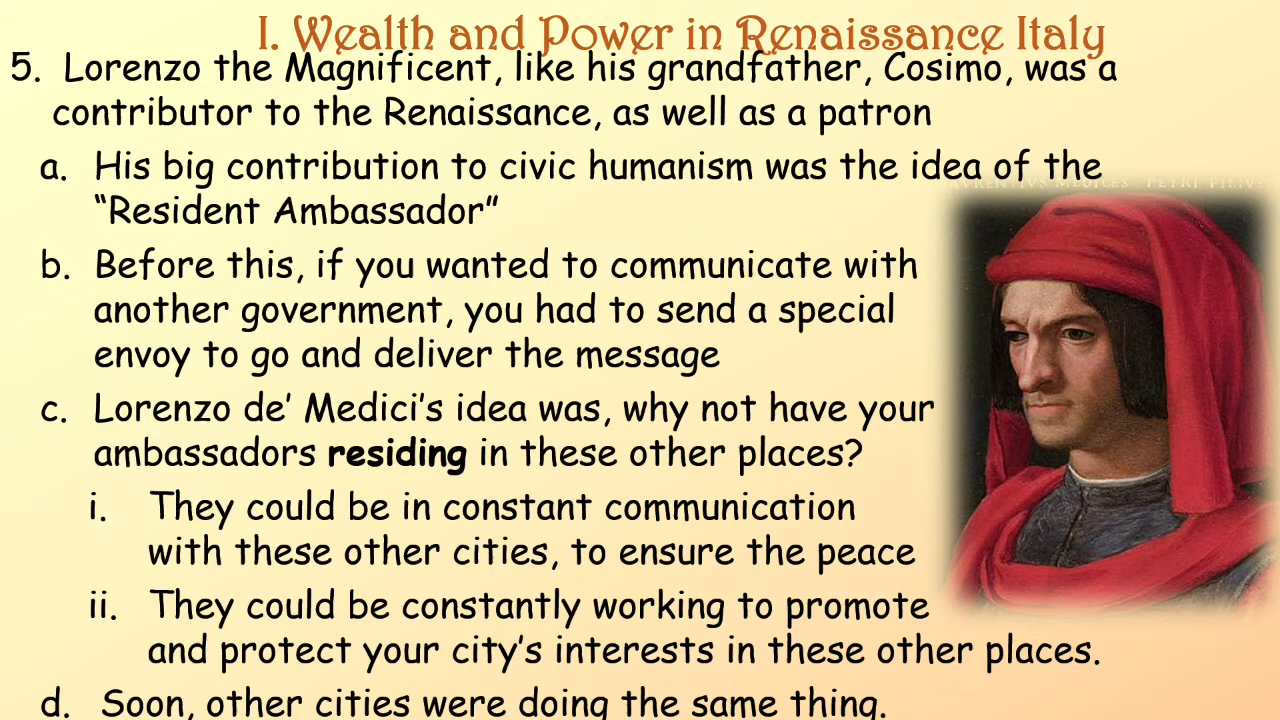 I. Wealth and Power in Renaissance Italy
5. Lorenzo the Magnificent, like his grandfather, Cosimo, was a
contributor to the Renaissance, as well as a patron
a. His big contribution to civic humanism was the idea of the
“Resident Ambassador”
b. Before this, if you wanted to communicate with
another government, you had to send a special
envoy to go and deliver the message
c. Lorenzo de’ Medici’s idea was, why not have your
ambassadors residing in these other places?
i. They could be in constant communication
with these other cities, to ensure the peace
ii. They could be constantly working to promote
and protect your city’s interests in these other places.
d. Soon, other cities were doing the same thing.